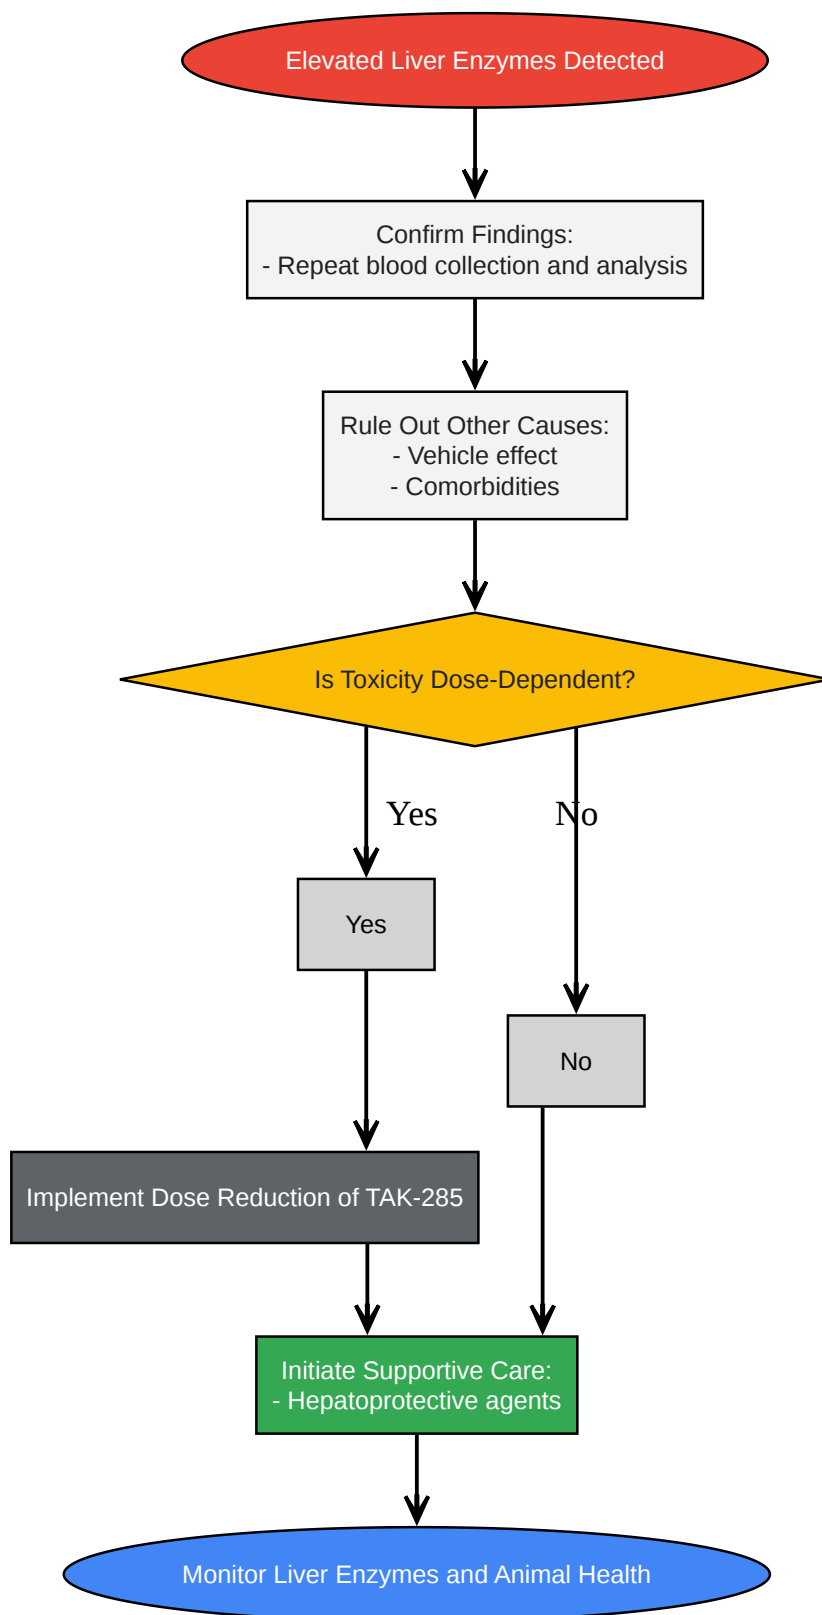 Elevated Liver Enzymes Detected
Confirm Findings:
- Repeat blood collection and analysis
Rule Out Other Causes:
- Vehicle effect
- Comorbidities
Is Toxicity Dose-Dependent?
Yes
No
Yes
No
Implement Dose Reduction of TAK-285
Initiate Supportive Care:
- Hepatoprotective agents
Monitor Liver Enzymes and Animal Health